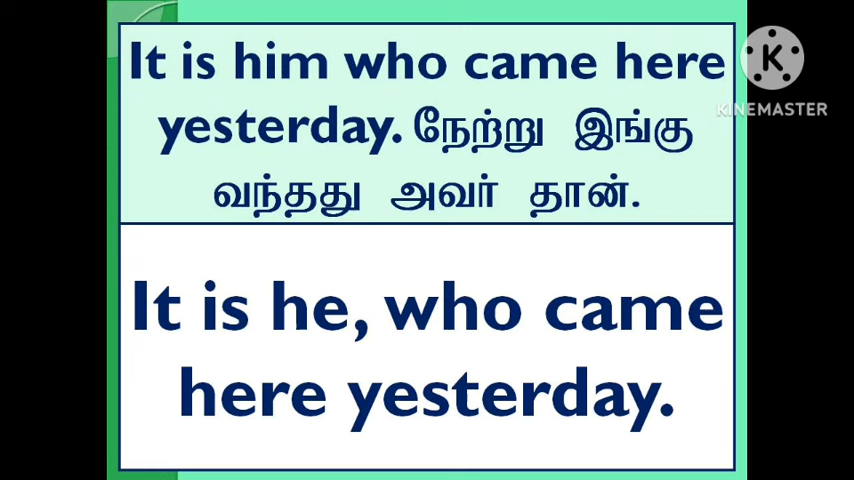 It is him who came here
yesterday. நேற்று இங்கு
வந்தது அவர் தான்.
It is he, who came
here yesterday.
K
KINEMASTER